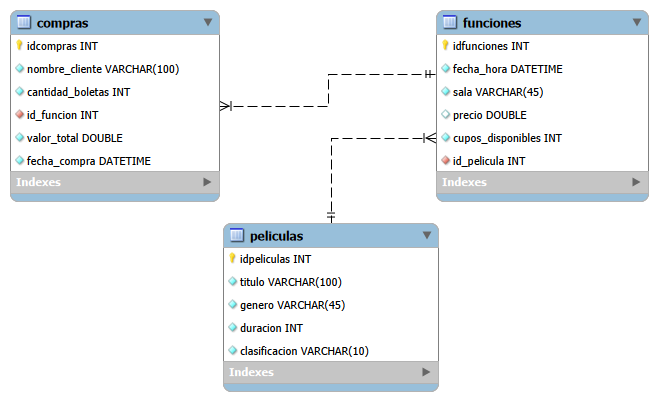 compras
idcompras INT
nombre_cliente VARCHAR(100)
cantidad_boletas INT
id_funcion INT
valor_total DOUBLE
fecha_compra DATETIME
Indexes
funciones
idfunciones INT
fecha_hora DATETIME
sala VARCHAR(45)
precio DOUBLE
cupos_disponibles INT
id_pelicula INT
Indexes
peliculas
idpeliculas INT
titulo VARCHAR(100)
genero VARCHAR(45)
duracion INT
clasificacion VARCHAR(10)
Indexes